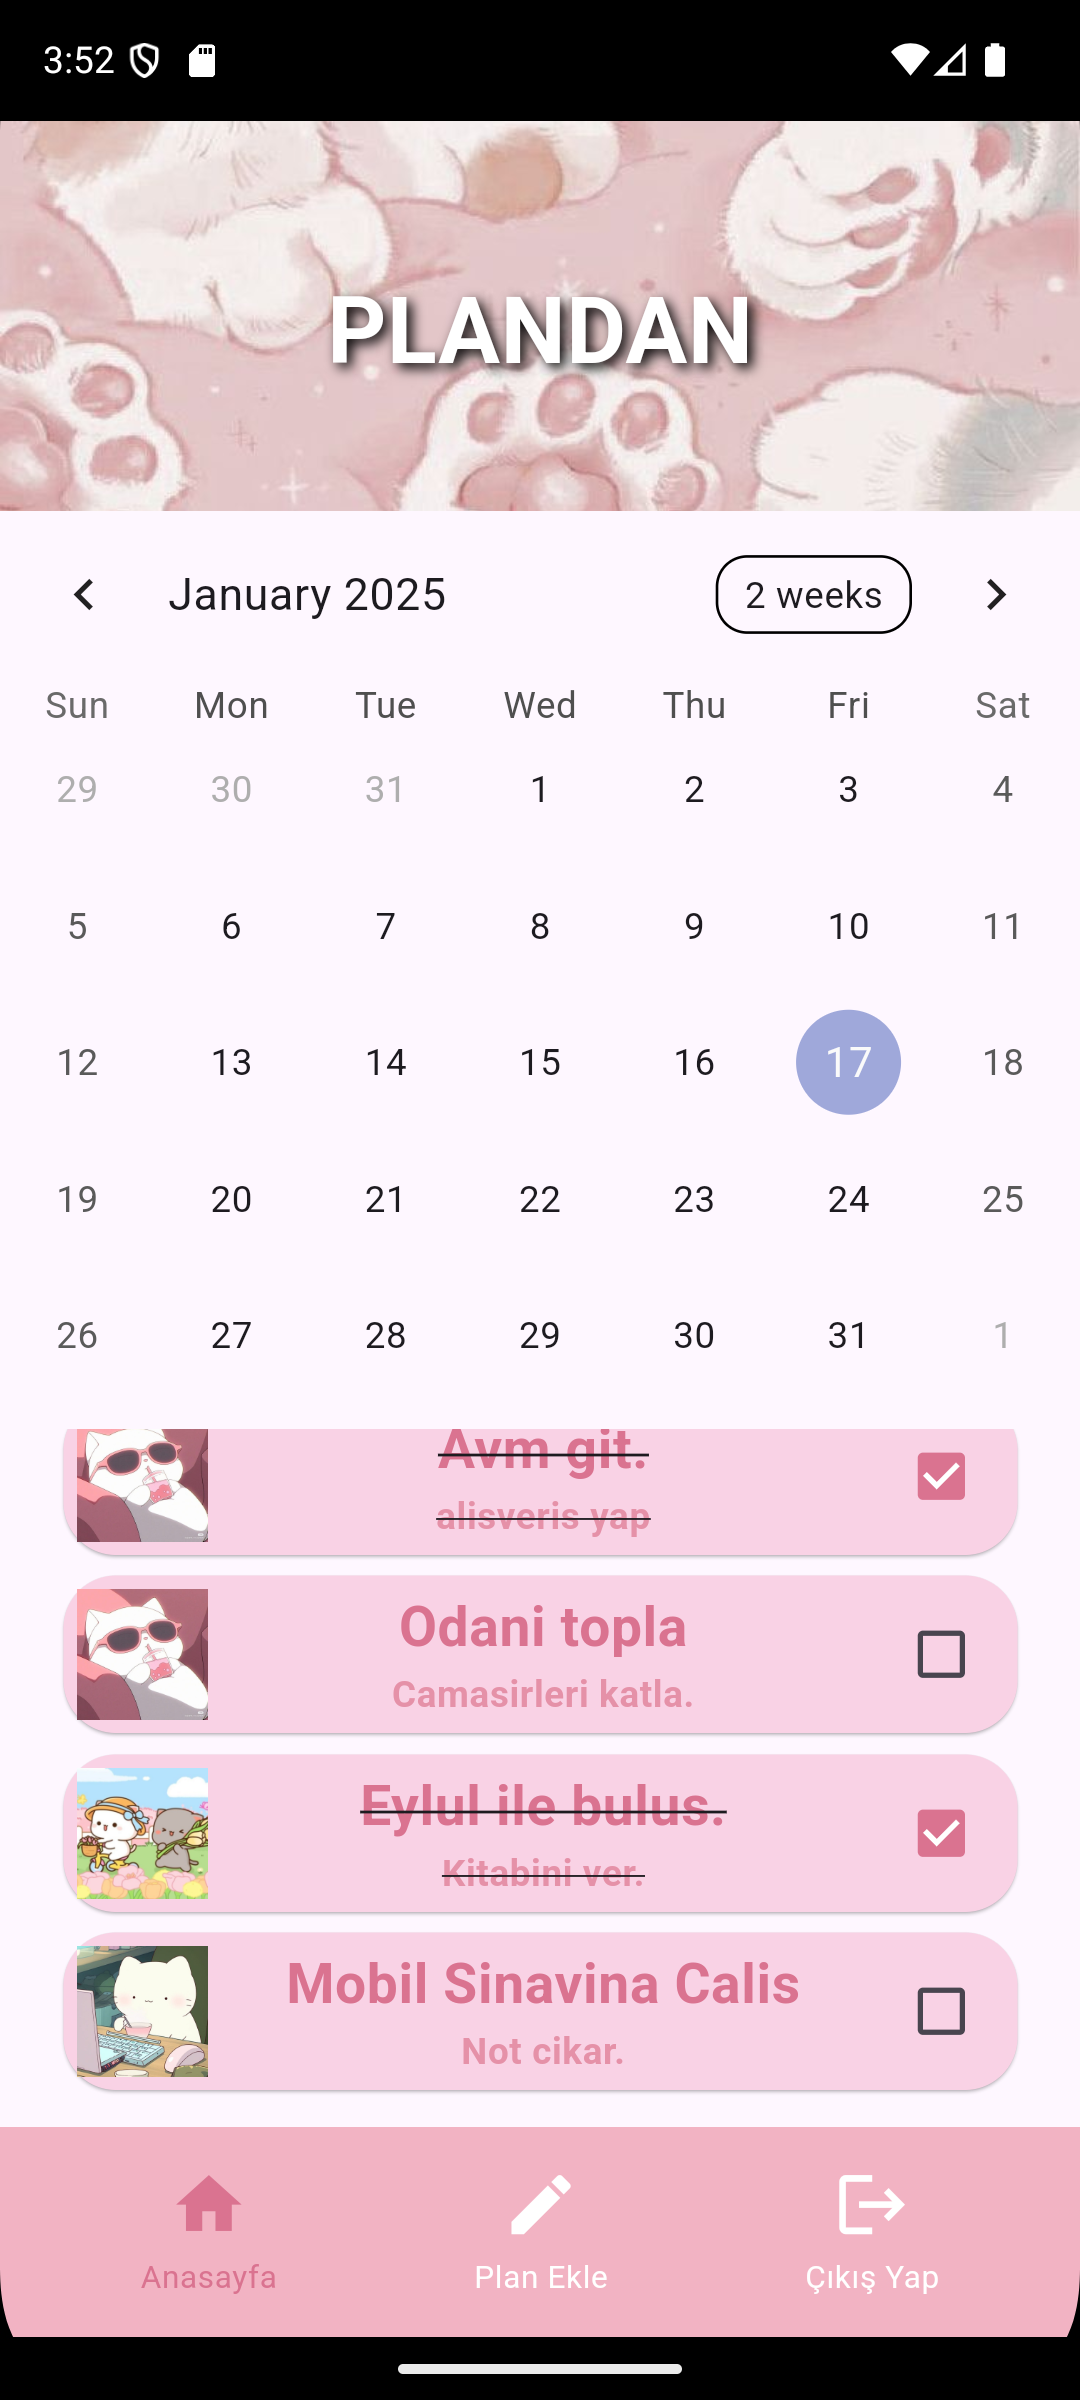 3:52
PLANDAN
January 2025 2 weeks
Sun Mon Tue Wed Thu Fri Sat
29 30 31 1 2 3 4
5 6 7 8 9 10 11
12 13 14 15 16 17 18
19 20 21 22 23 24 25
26 27 28 29 30 31 1
Avm git.
alisveris yap
Odani topla
Camasirleri katla.
Eylul ile bulus.
Kitabini ver.
Mobil Sinavina Calis
Not cikar.
Anasayfa Plan Ekle Çıkış Yap